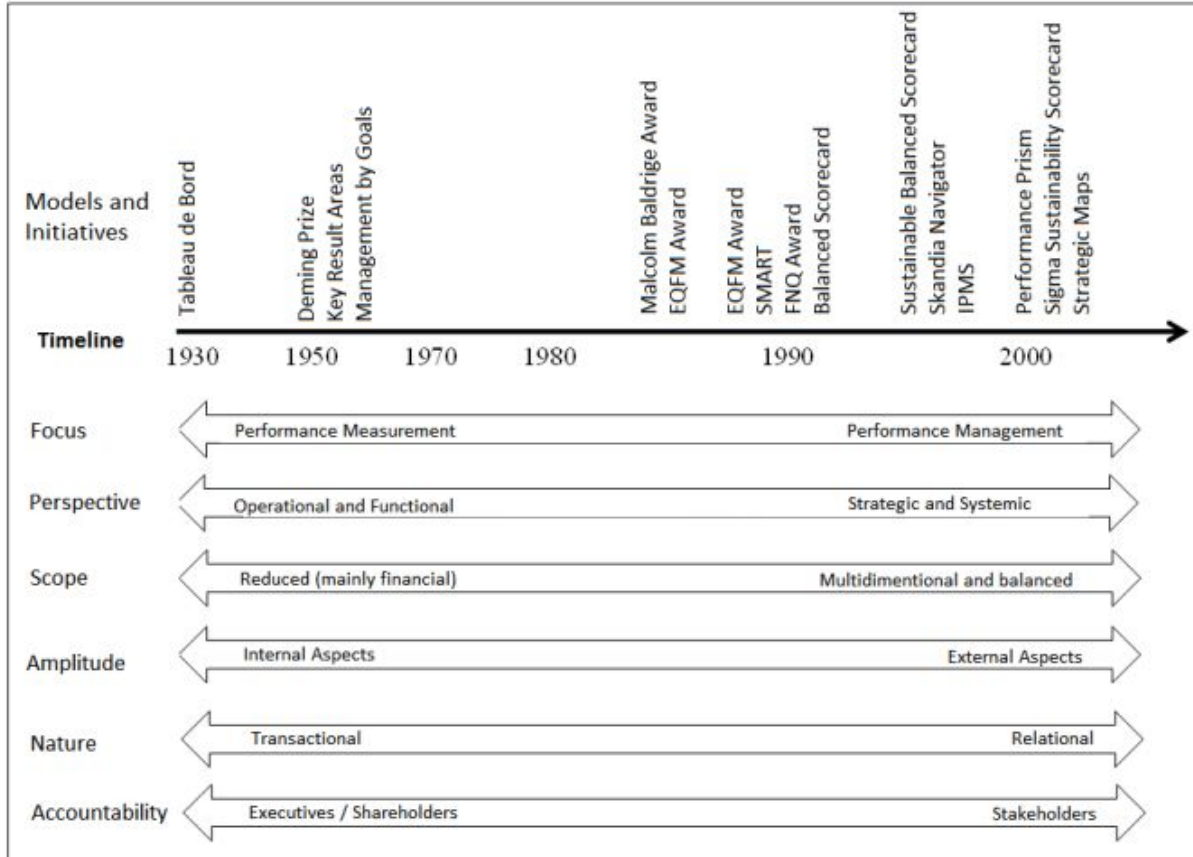 Models and
Initiatives
Tableau de Bord
Deming Prize
Key Result Areas
Management by Goals
Malcolm Baldrige Award
EQFM Award
EQFM Award
SMART
FNQ Award
Balanced Scorecard
Sustainable Balanced Scorecard
Skandia Navigator
IPMS
Performance Prism
Sigma Sustainability Scorecard
Strategic Maps
Timeline
1930 1950 1970 1980 1990 2000
Focus Performance Measurement Performance Management
Perspective Operational and Functional Strategic and Systemic
Scope Reduced (mainly financial) Multidimentional and balanced
Amplitude Internal Aspects External Aspects
Nature Transactional Relational
Accountability Executives / Shareholders Stakeholders